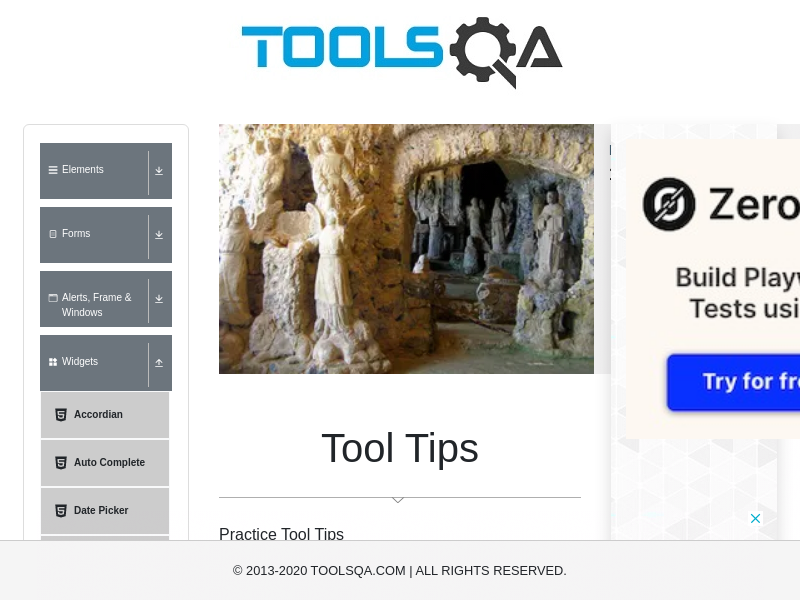 TOOLSQA
Elements
Forms
Alerts, Frame &
Windows
Widgets
Accordian
Auto Complete
Date Picker
Tool Tips
Practice Tool Tips
Zero
Build Playw
Tests usi
Try for fre
© 2013-2020 TOOLSQA.COM | ALL RIGHTS RESERVED.